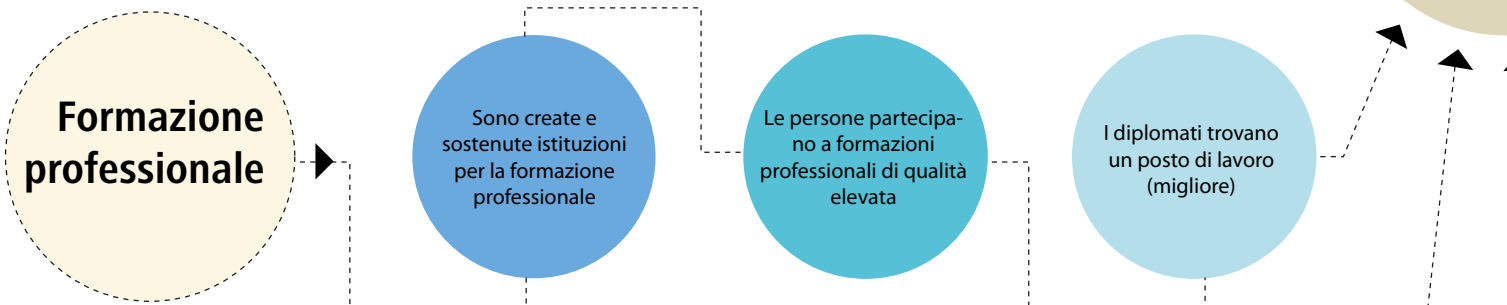 Formazione
professionale
Sono create e
sostenute istituzioni
per la formazione
professionale
Le persone partecipa-
no a formazioni
professionali di qualità
elevata
I diplomati trovano
un posto di lavoro
(migliore)